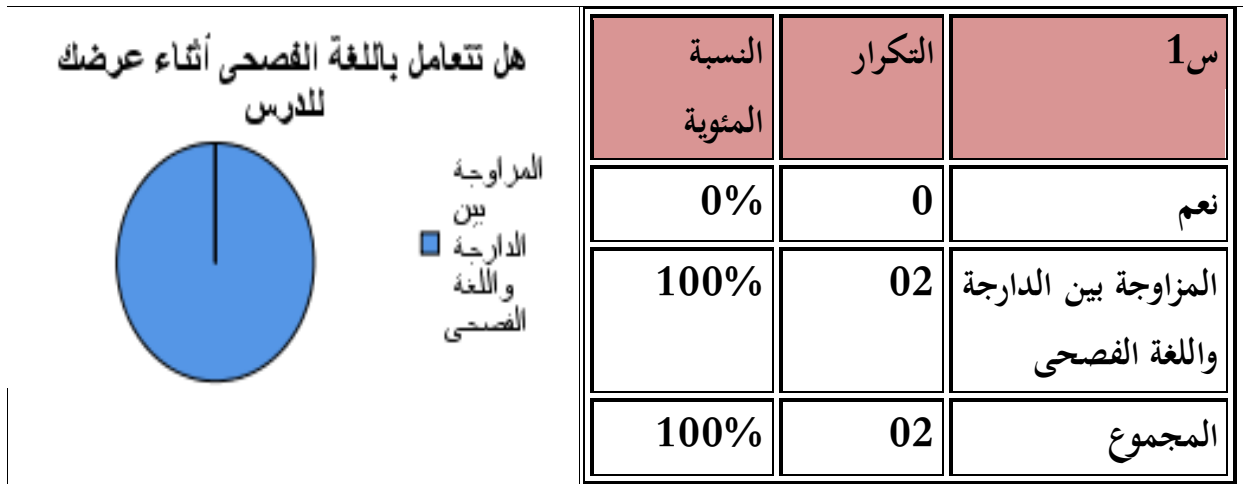 هل تتعامل باللغة الفصحى أثناء عرضك
للدرس
المزاوجة
بين
الدارجة
واللغة
الفصحى
س1 التكرار النسبة
المئوية
نعم 0 0%
المزاوجة بين الدارجة 02 100%
واللغة الفصحى
المجموع 02 100%